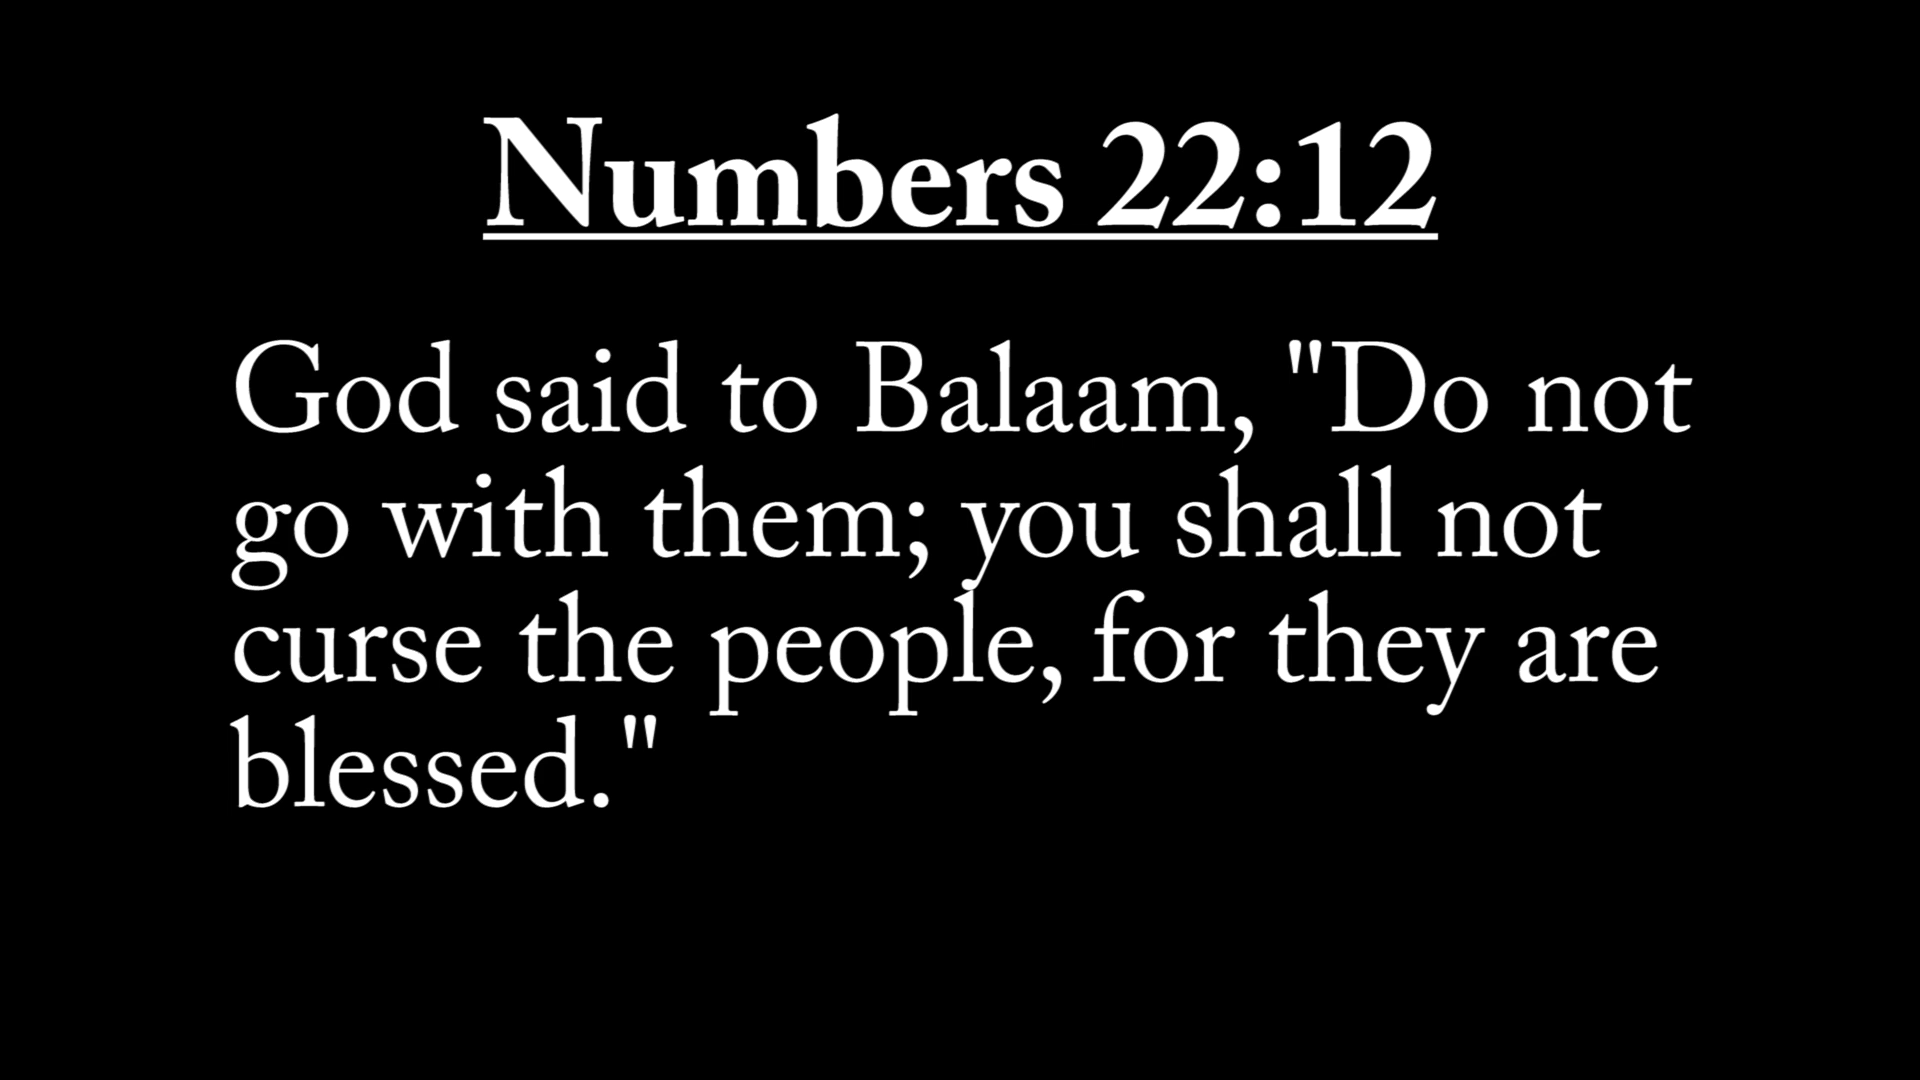 Numbers 22:12
God said to Balaam, "Do not
go with them; you shall not
curse the people, for they are
blessed."